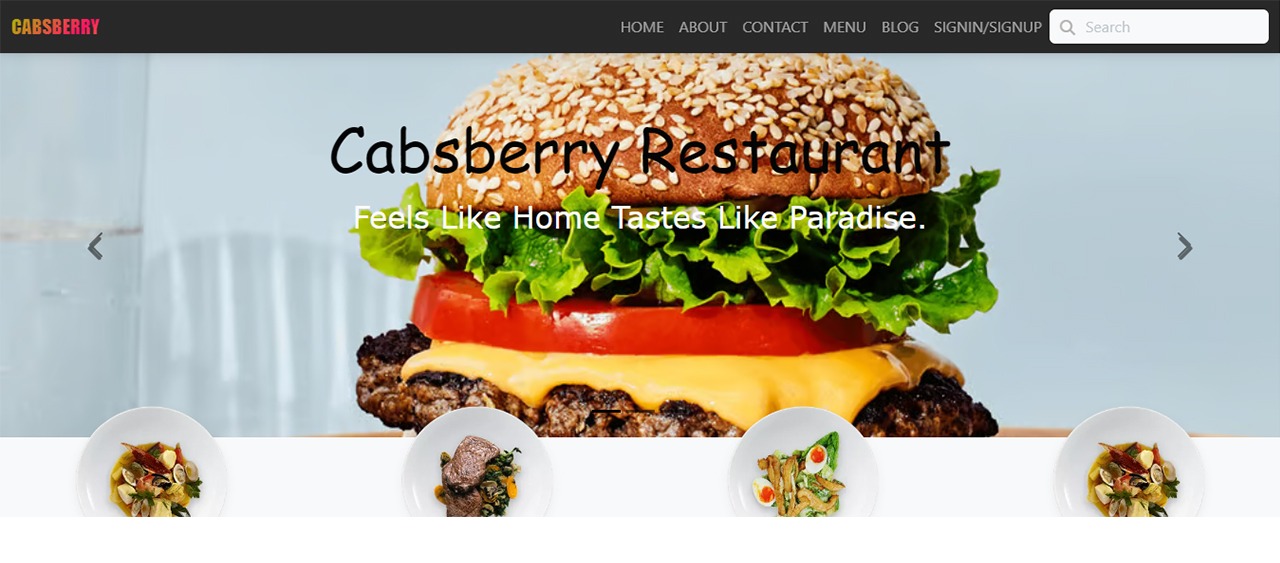 CABSBERRY
HOME ABOUT CONTACT MENU BLOG SIGNIN/SIGNUP Search
Cabsberry Restaurant
Feels Like Home Tastes Like Paradise.